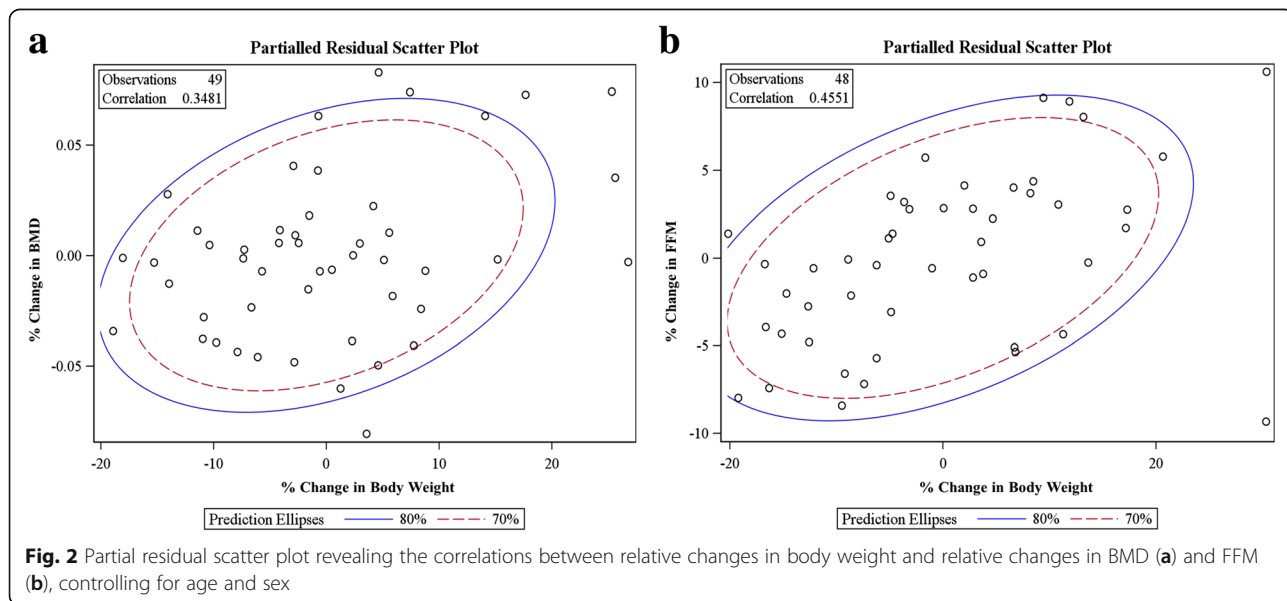 a
Partialled Residual Scatter Plot
Observations 49
Correlation 0.3481
% Change in BMD
0.05
0.00
-0.05
-20 -10 0 10 20
% Change in Body Weight
Prediction Ellipses 80% 70%
b
Partialled Residual Scatter Plot
Observations 48
Correlation 0.4551
% Change in FFM
10
5
0
-5
-10
-20 0 20
% Change in Body Weight
Prediction Ellipses 80% 70%
Fig. 2 Partial residual scatter plot revealing the correlations between relative changes in body weight and relative changes in BMD (a) and FFM
(b), controlling for age and sex